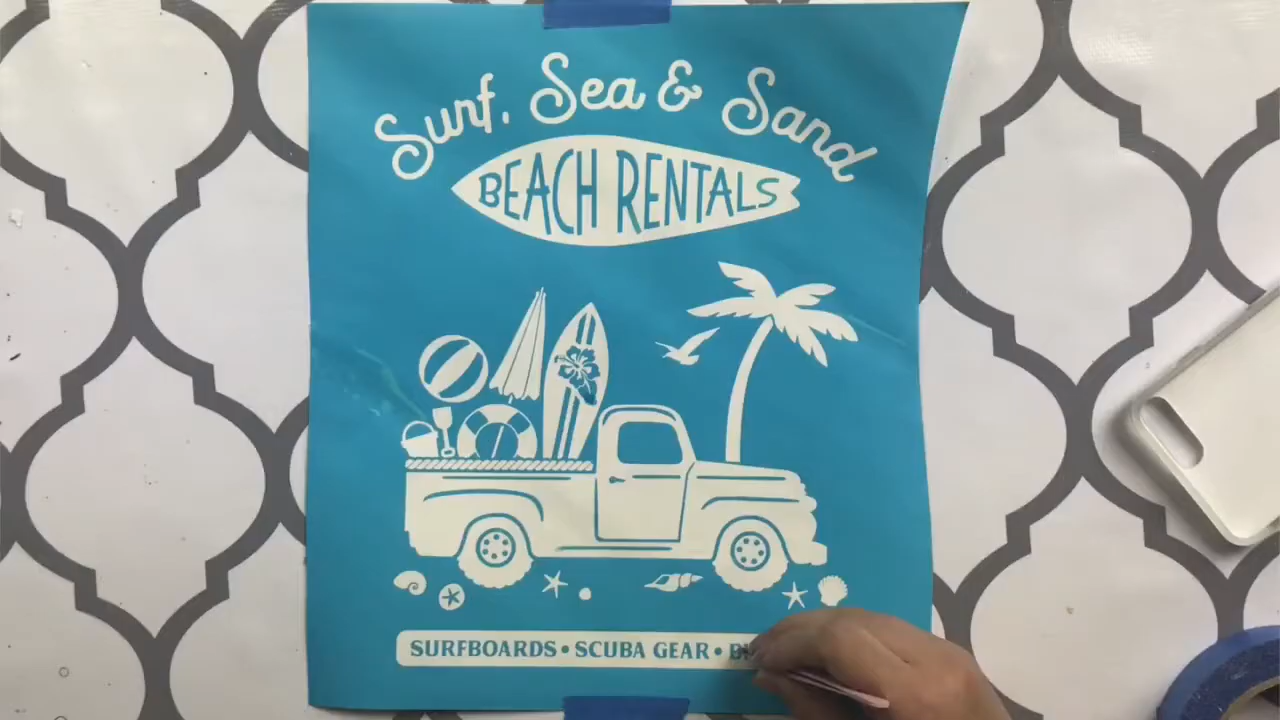 Surf, Sea & Sand
BEACH RENTALS
SURFBOARDS • SCUBA GEAR •